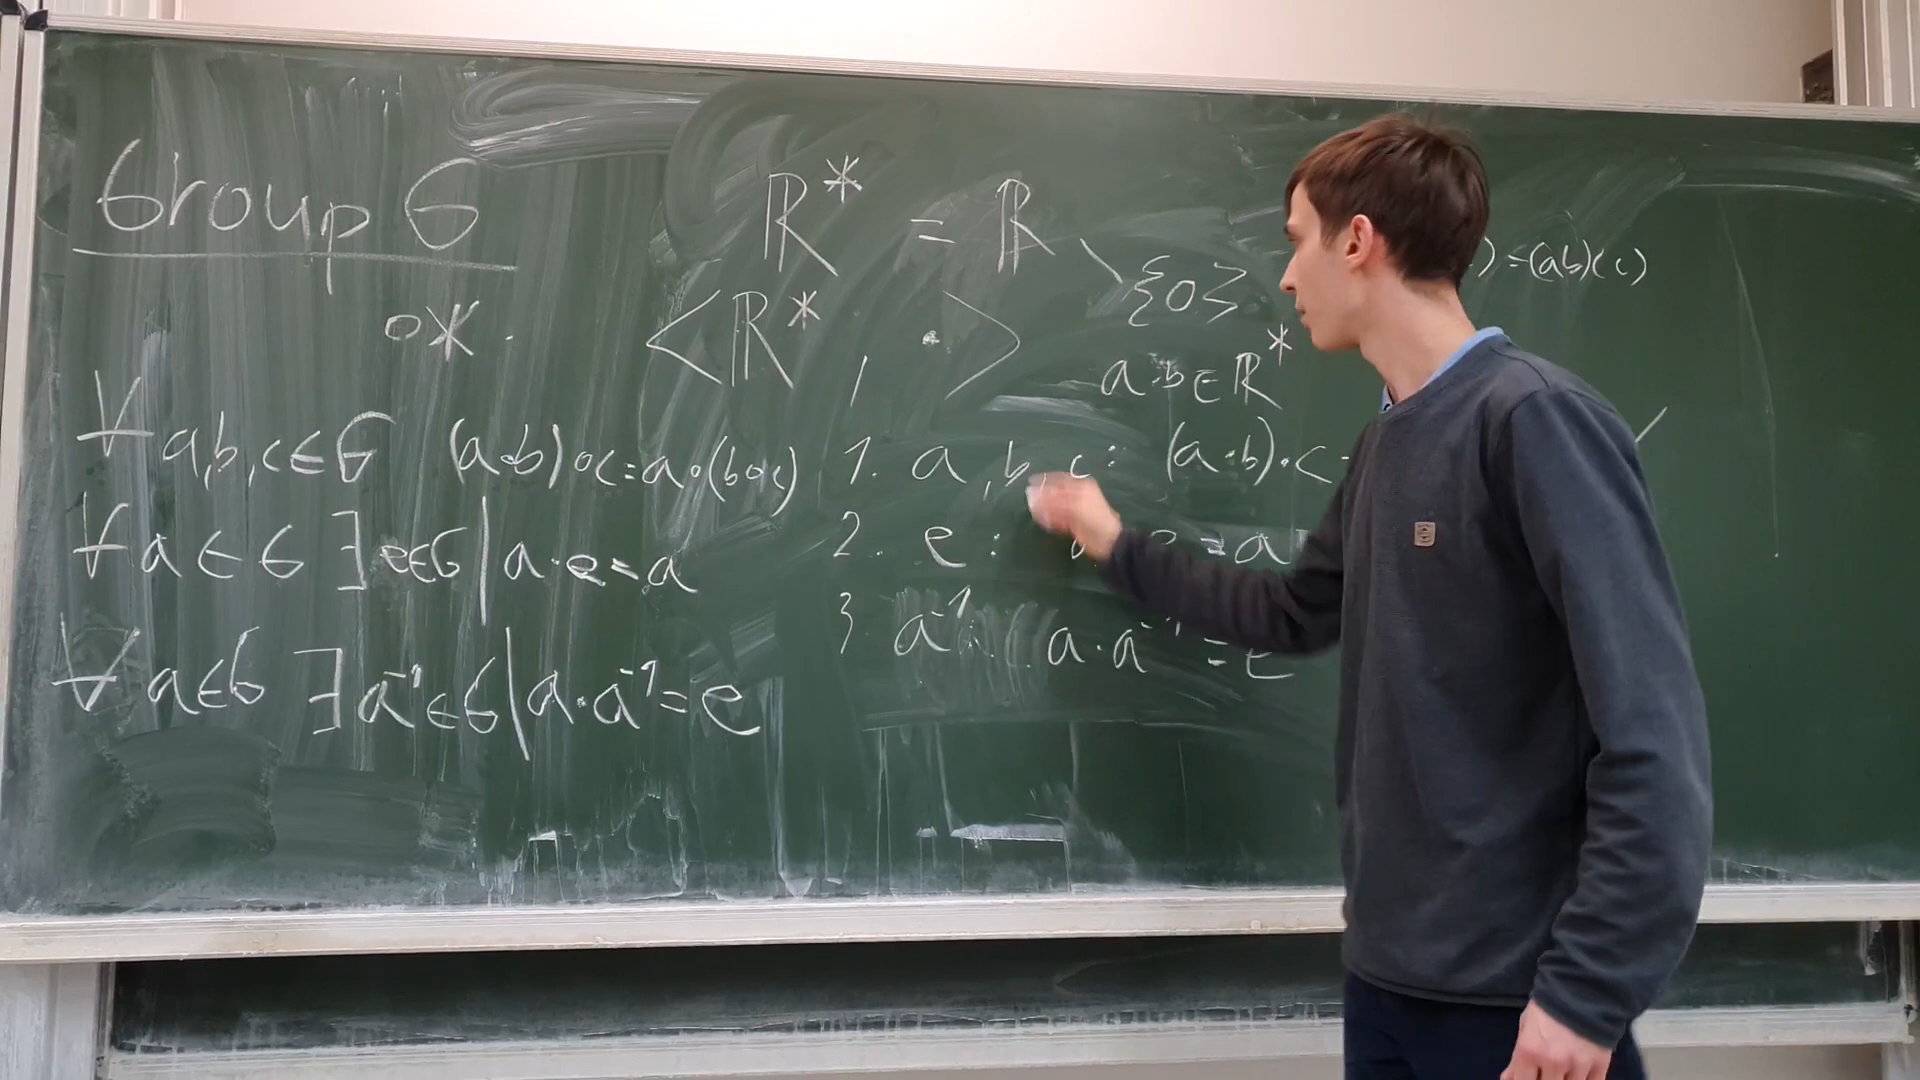 Group G
∘ * ·
∀ a,b,c∈G (a∘b)∘c=a∘(b∘c)
∀ a ∈ G ∃ e∈G | a·e=a
∀ a∈G ∃ a⁻¹∈G | a·a⁻¹=e
ℝ* = ℝ \ {0}
<ℝ*, ·>
a·b∈ℝ*
1. a,b,c: (a·b)·c
2. e: e=a
3. a⁻¹: a·a⁻¹=e
)=(ab)(c)